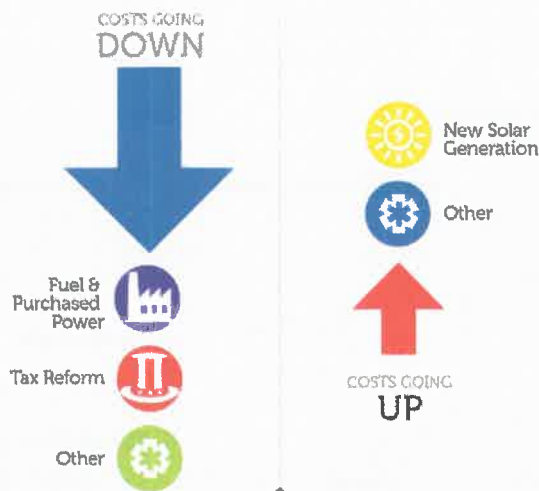 COSTS GOING
DOWN
Fuel &
Purchased
Power
Tax Reform
Other
New Solar
Generation
Other
COSTS GOING
UP